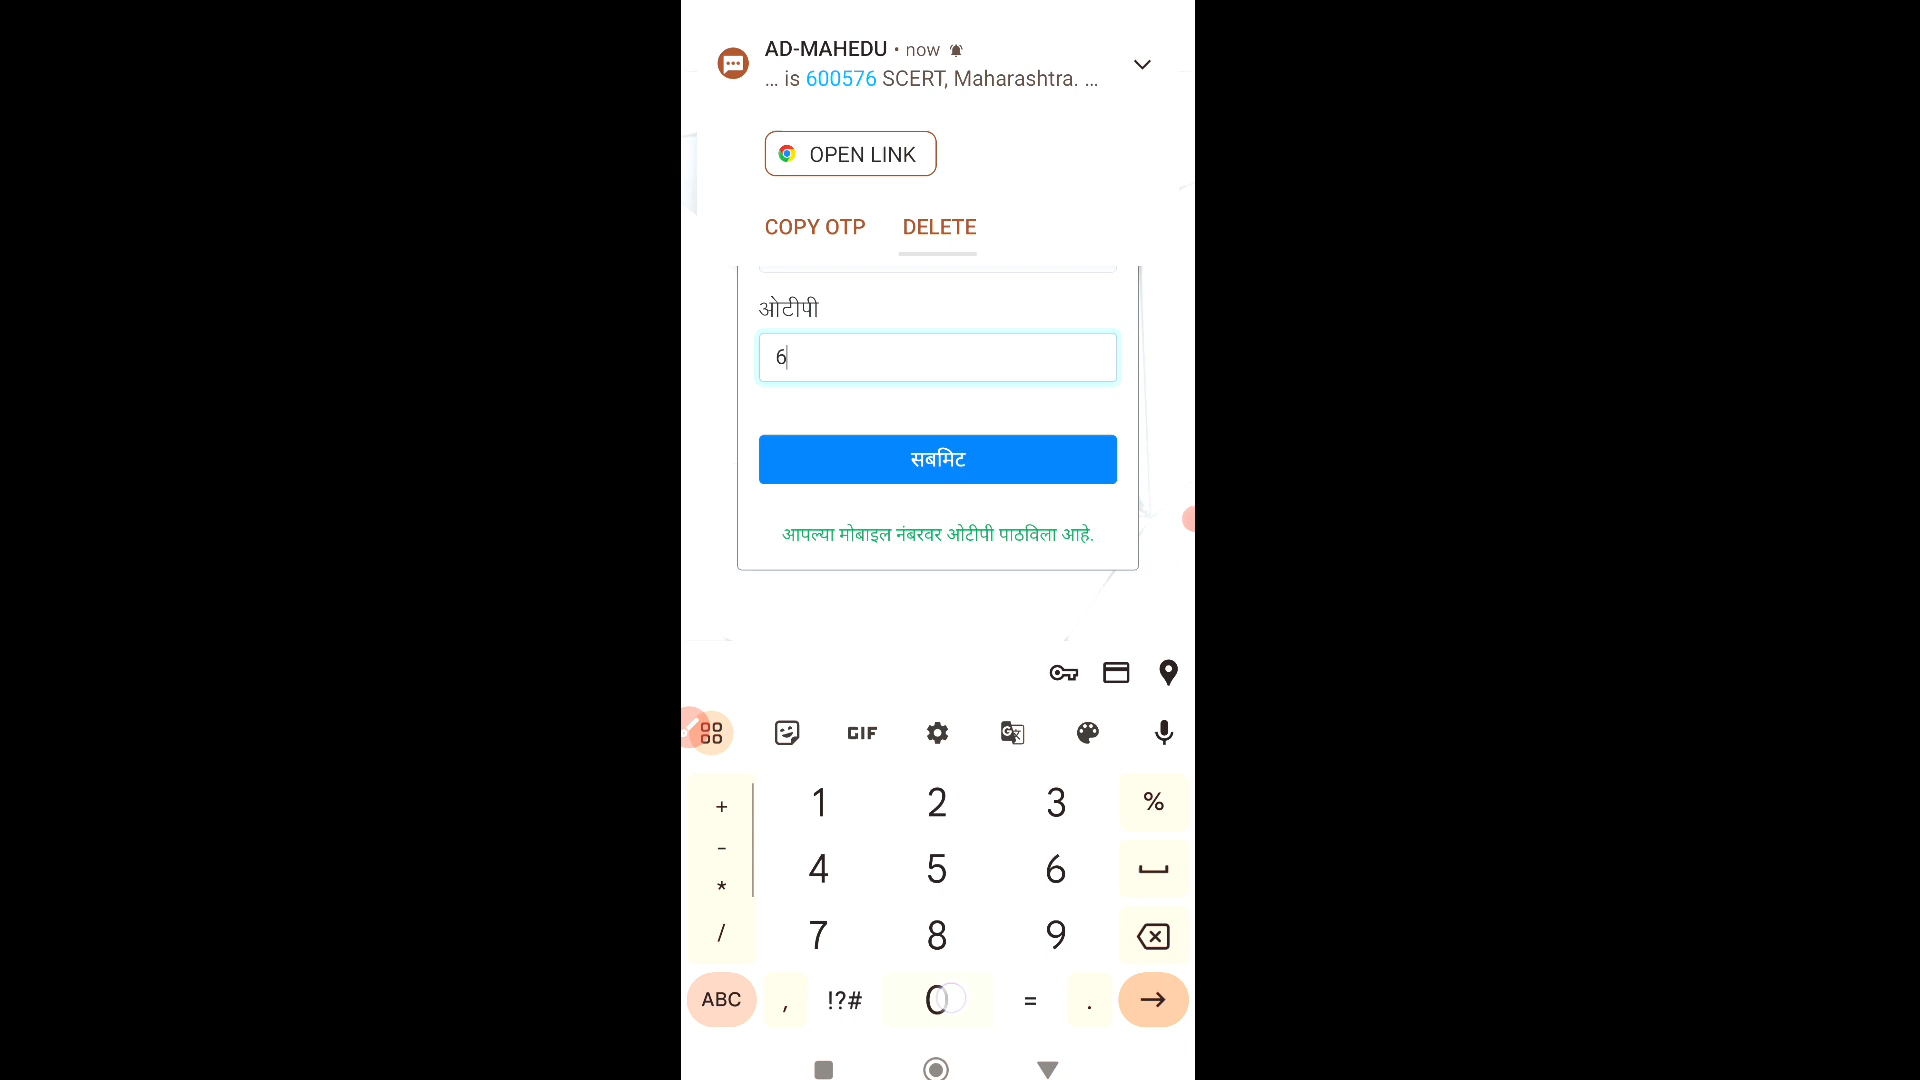 AD-MAHEDU • now
... is 600576 SCERT, Maharashtra. ...
OPEN LINK
COPY OTP DELETE
ओटीपी
6
सबमिट
आपल्या मोबाइल नंबरवर ओटीपी पाठविला आहे.
GIF
+ 1 2 3 %
-
4 5 6
*
/ 7 8 9
ABC , !?# 0 = .